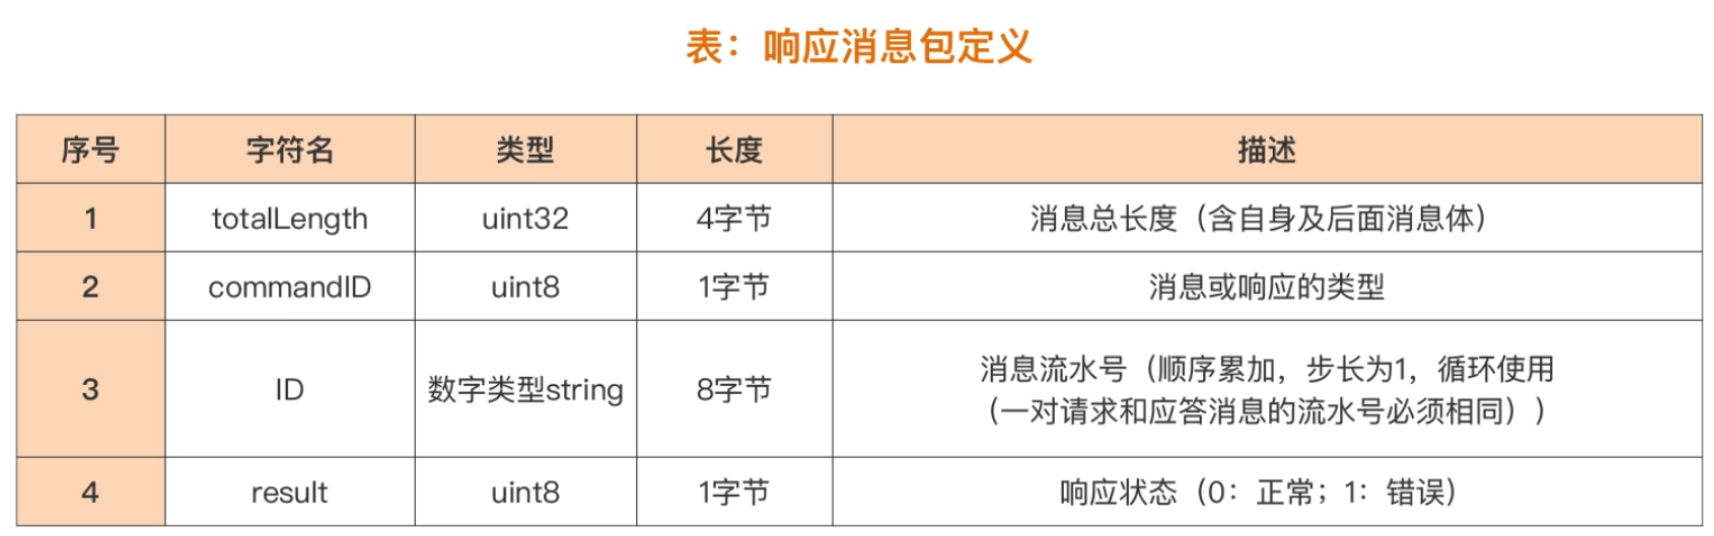 表：响应消息包定义
序号 字符名 类型 长度 描述
1 totalLength uint32 4字节 消息总长度（含自身及后面消息体）
2 commandID uint8 1字节 消息或响应的类型
3 ID 数字类型string 8字节 消息流水号（顺序累加，步长为1，循环使用
（一对请求和应答消息的流水号必须相同））
4 result uint8 1字节 响应状态（0：正常；1：错误）